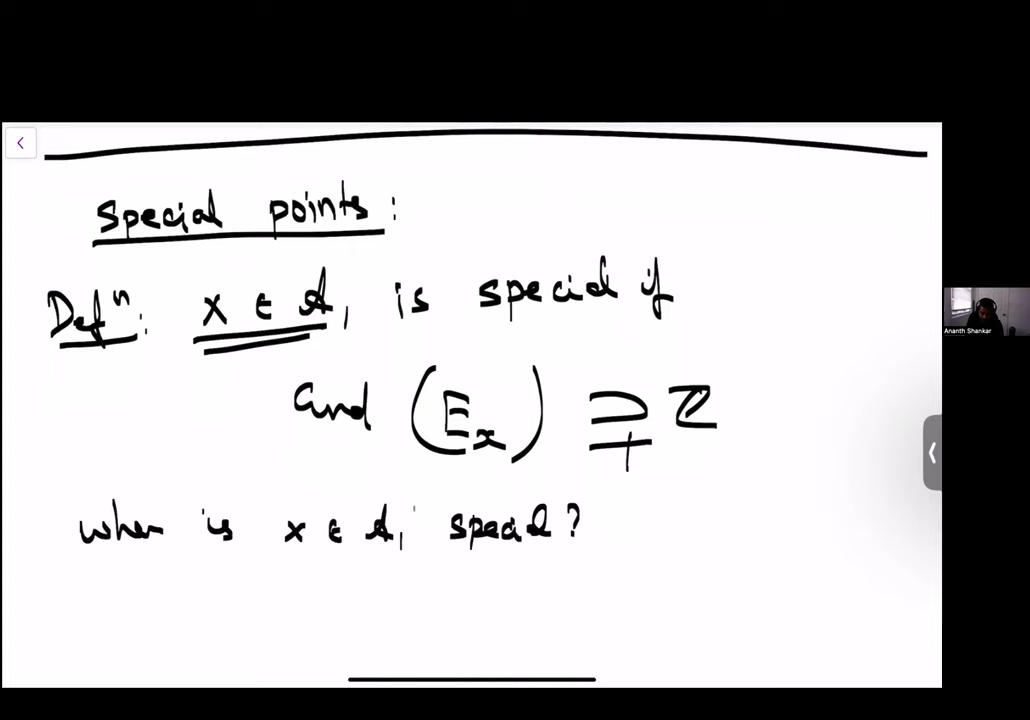 special points:
Defⁿ: x ∈ 𝒜₁ is special if
End (Eₓ) ⊋ ℤ
when is x ∈ 𝒜₁ special?
Ananth Shankar